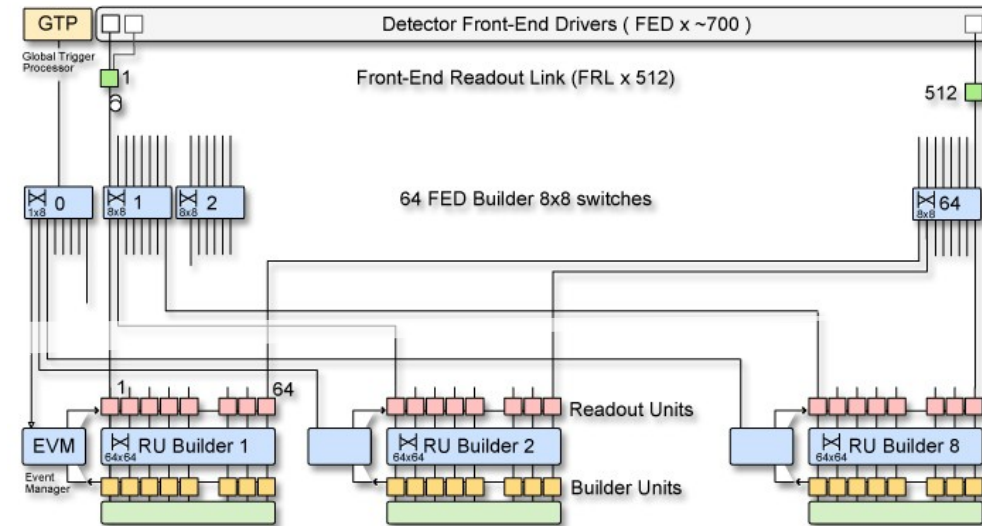 GTP
Detector Front-End Drivers ( FED x ~700 )
Global Trigger
Processor
1
Front-End Readout Link (FRL x 512)
512
6
0
1x8
1
8x8
2
8x8
64 FED Builder 8x8 switches
64
8x8
1
64
Readout Units
EVM
RU Builder 1
64x64
RU Builder 2
64x64
RU Builder 8
64x64
Event
Manager
Builder Units